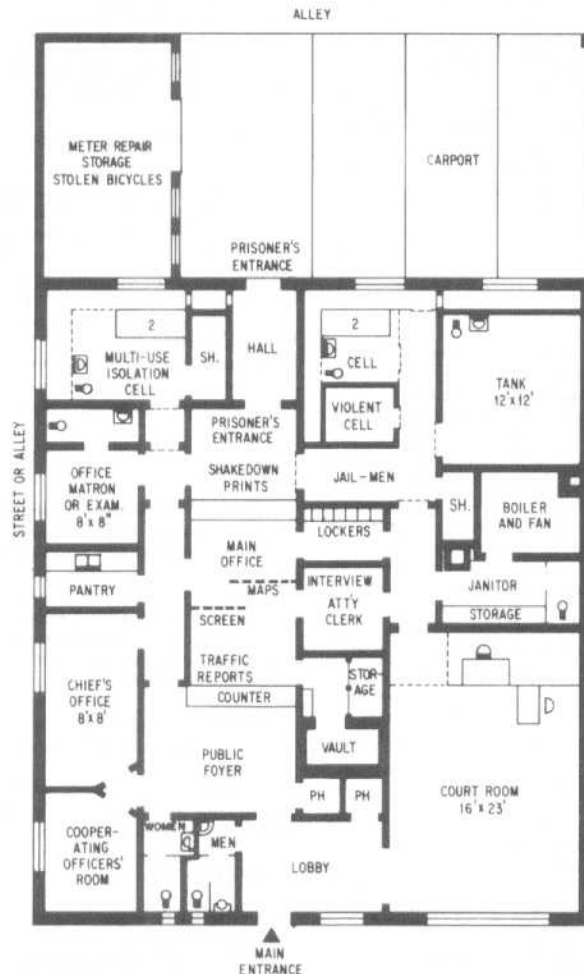 ALLEY
METER REPAIR
STORAGE
STOLEN BICYCLES
CARPORT
PRISONER'S
ENTRANCE
2
MULTI-USE
ISOLATION
CELL
SH.
HALL
2
CELL
VIOLENT
CELL
TANK
12'x12'
PRISONER'S
ENTRANCE
SHAKEDOWN
PRINTS
JAIL-MEN
STREET OR ALLEY
OFFICE
MATRON
OR EXAM.
8'x8"
SH.
BOILER
AND FAN
LOCKERS
MAIN
OFFICE
MAPS
INTERVIEW
ATT'Y
CLERK
JANITOR
STORAGE
PANTRY
SCREEN
TRAFFIC
REPORTS
COUNTER
STOR-
AGE
VAULT
CHIEF'S
OFFICE
8'x8'
PUBLIC
FOYER
PH
PH
COURT ROOM
16'x23'
COOPER-
ATING
OFFICERS'
ROOM
WOMEN
MEN
LOBBY
MAIN
ENTRANCE